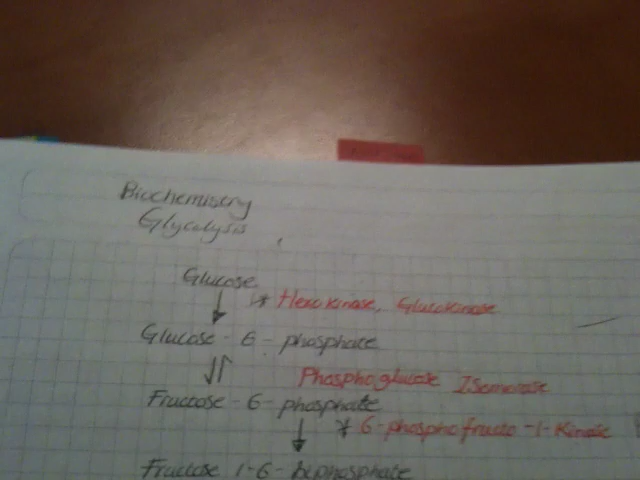 Biochemistry
Glycolysis
Glucose
* Hexokinase, Glucokinase
Glucose - 6 - phosphate
Phosphoglucose Isomerase
Fructose - 6 - phosphate
* 6-phosphofructo-1-Kinase
Fructose 1-6- biphosphate